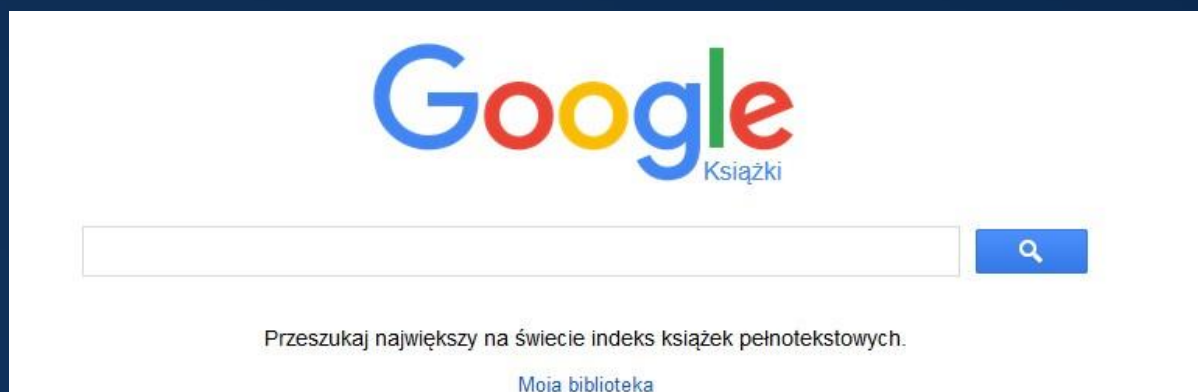 Google
Książki
Przeszukaj największy na świecie indeks książek pełnotekstowych.
Moja biblioteka